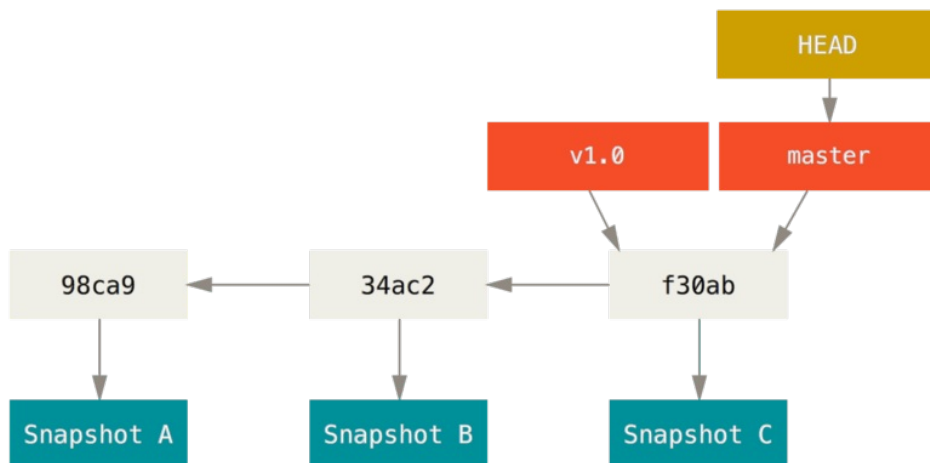 HEAD
v1.0
master
98ca9
34ac2
f30ab
Snapshot A
Snapshot B
Snapshot C